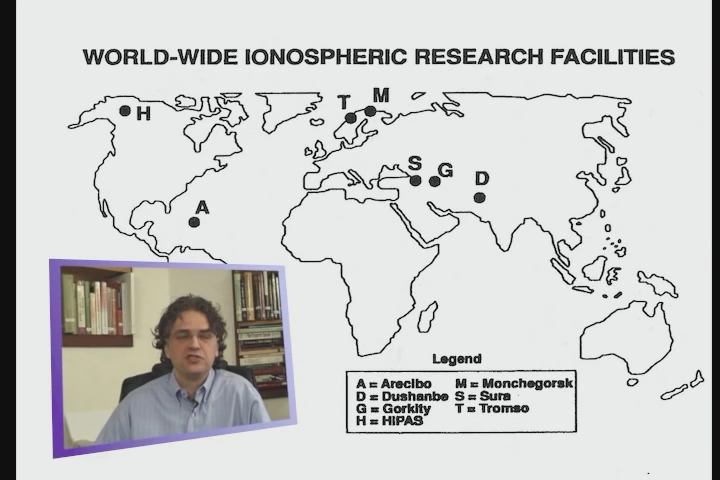 WORLD-WIDE IONOSPHERIC RESEARCH FACILITIES
T M
H
S G D
A
Legend
A = Arecibo M = Monchegorsk
D = Dushanbe S = Sura
G = Gorkity T = Tromso
H = HIPAS